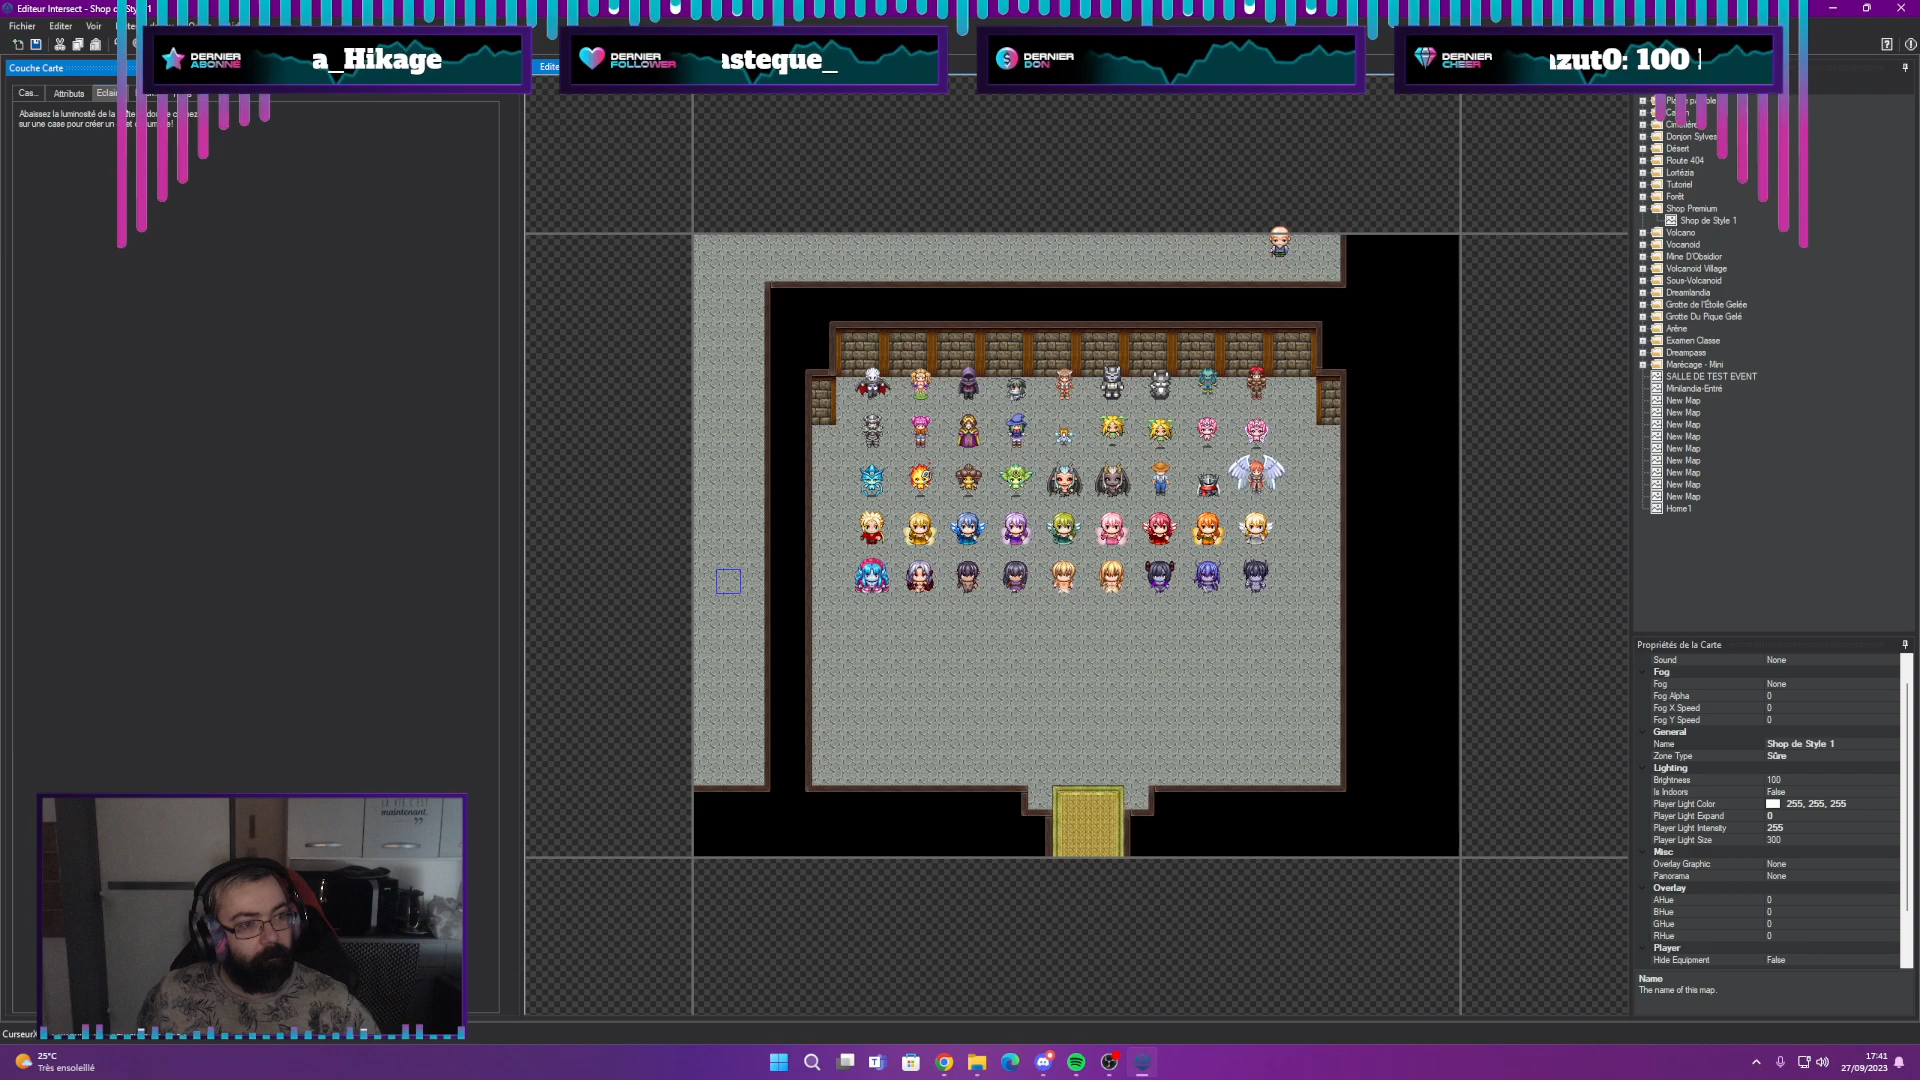 Editeur Intersect - Shop
Fichier
Editer
Voir
DERNIER
ABONNÉ
a_Hikage
DERNIER
FOLLOWER
asteque_
DERNIER
DON
DERNIER
CHEER
azut0: 100
Couche Carte
Cas...
Attributs
Abaissez la luminosité de la
sur une case pour créer un
Donjon Sylves
Désert
Route 404
Lortézia
Tutoriel
Forêt
Shop Premium
Shop de Style 1
Volcano
Vocanoid
Mine D'Obsidior
Volcanoid Village
Sous-Volcanoid
Dreamlandia
Grotte de l'Étoile Gelée
Grotte Du Pique Gelé
Arène
Examen Classe
Dreampass
Marécage - Mini
SALLE DE TEST EVENT
Minilandia-Entré
New Map
New Map
New Map
New Map
New Map
New Map
New Map
New Map
New Map
Home1
Propriétés de la Carte
Sound None
Fog
Fog None
Fog Alpha 0
Fog X Speed 0
Fog Y Speed 0
General
Name Shop de Style 1
Zone Type Sûre
Lighting
Brightness 100
Is Indoors False
Player Light Color 255, 255, 255
Player Light Expand 0
Player Light Intensity 255
Player Light Size 300
Misc
Overlay Graphic None
Panorama None
Overlay
AHue 0
BHue 0
GHue 0
RHue 0
Player
Hide Equipment False
Name
The name of this map.
LA VIE C'EST
maintenant.
25°C
Très ensoleillé
17:41
27/09/2023